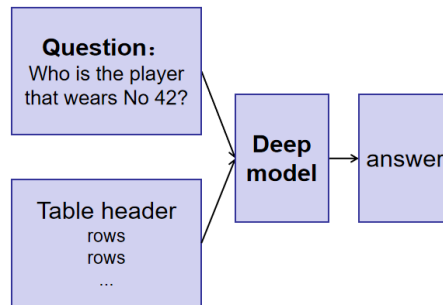 Question：
Who is the player
that wears No 42?
Table header
rows
rows
...
Deep
model
answer